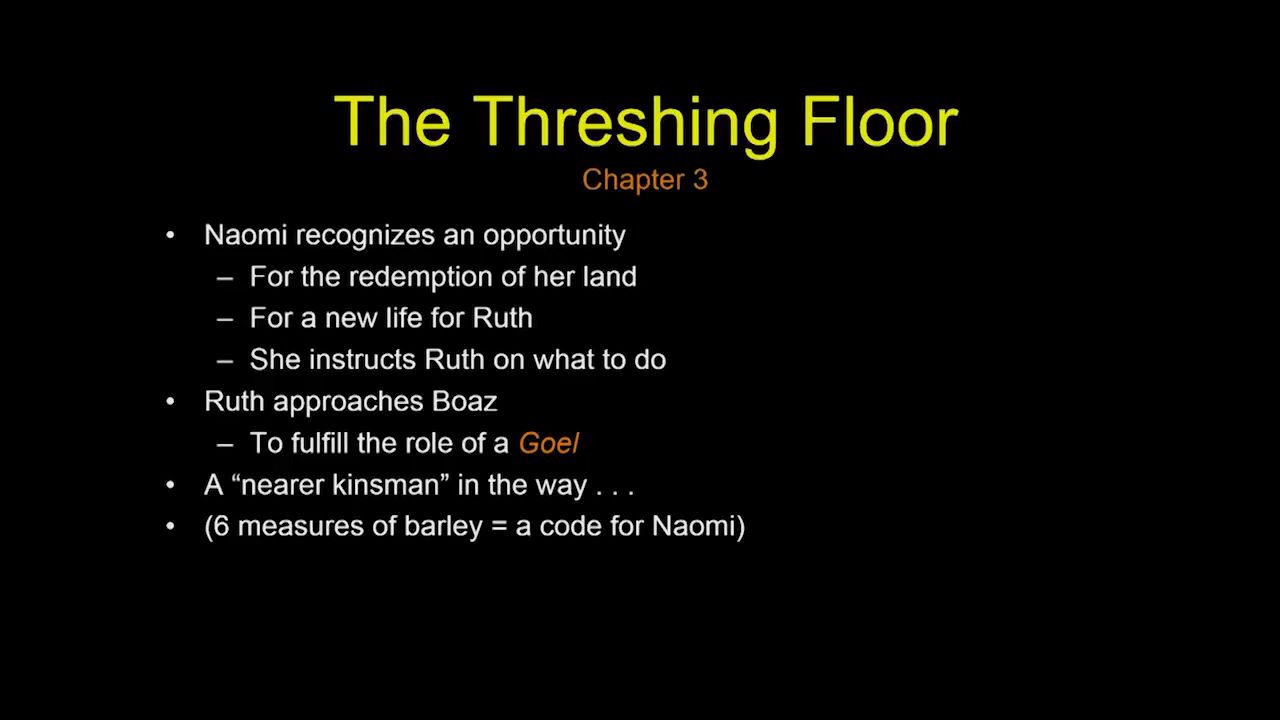 The Threshing Floor
Chapter 3
• Naomi recognizes an opportunity
– For the redemption of her land
– For a new life for Ruth
– She instructs Ruth on what to do
• Ruth approaches Boaz
– To fulfill the role of a Goel
• A “nearer kinsman” in the way . . .
• (6 measures of barley = a code for Naomi)